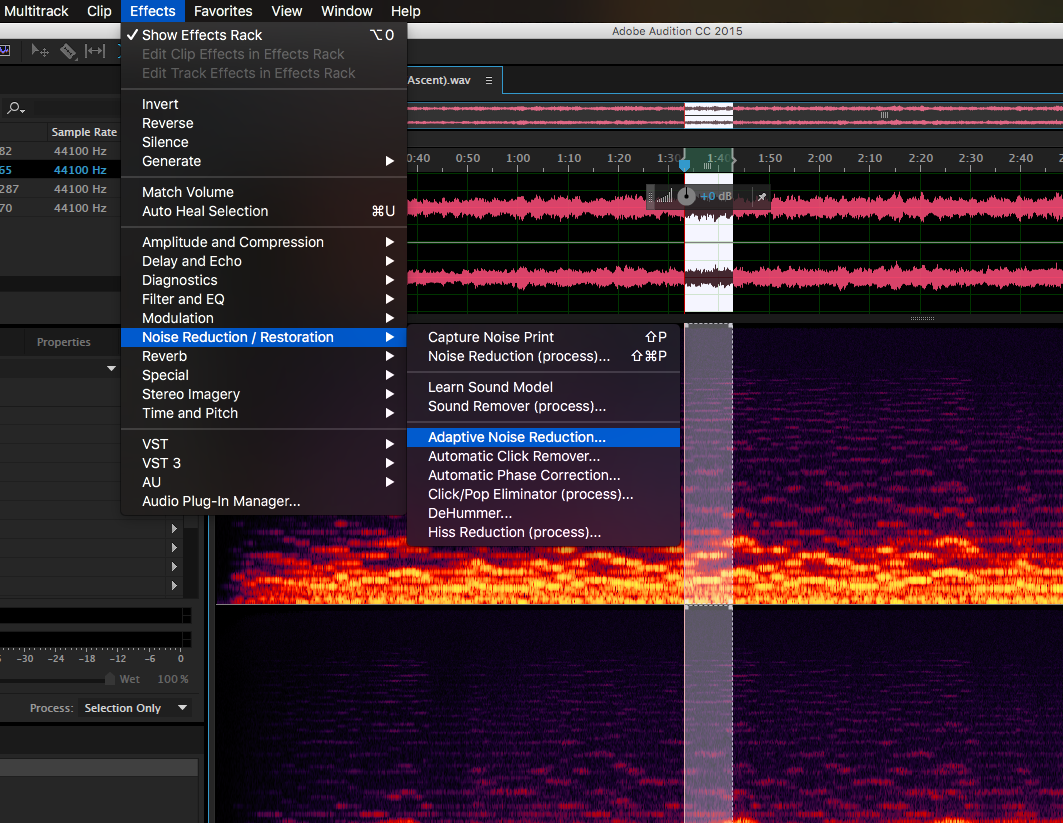 Multitrack Clip Effects Favorites View Window Help
Adobe Audition CC 2015
✓ Show Effects Rack ⌥0
Edit Clip Effects in Effects Rack
Edit Track Effects in Effects Rack
Invert
Reverse
Silence
Generate
Match Volume
Auto Heal Selection ⌘U
Amplitude and Compression
Delay and Echo
Diagnostics
Filter and EQ
Modulation
Noise Reduction / Restoration
Reverb
Special
Stereo Imagery
Time and Pitch
VST
VST 3
AU
Audio Plug-In Manager...
Capture Noise Print ⇧P
Noise Reduction (process)... ⇧⌘P
Learn Sound Model
Sound Remover (process)...
Adaptive Noise Reduction...
Automatic Click Remover...
Automatic Phase Correction...
Click/Pop Eliminator (process)...
DeHummer...
Hiss Reduction (process)...
Ascent).wav
Sample Rate
82 44100 Hz
65 44100 Hz
287 44100 Hz
70 44100 Hz
0:40 0:50 1:00 1:10 1:20 1:30 1:40 1:50 2:00 2:10 2:20 2:30 2:40
+0 dB
Properties
-30 -24 -18 -12 -6 0
Wet 100 %
Process: Selection Only